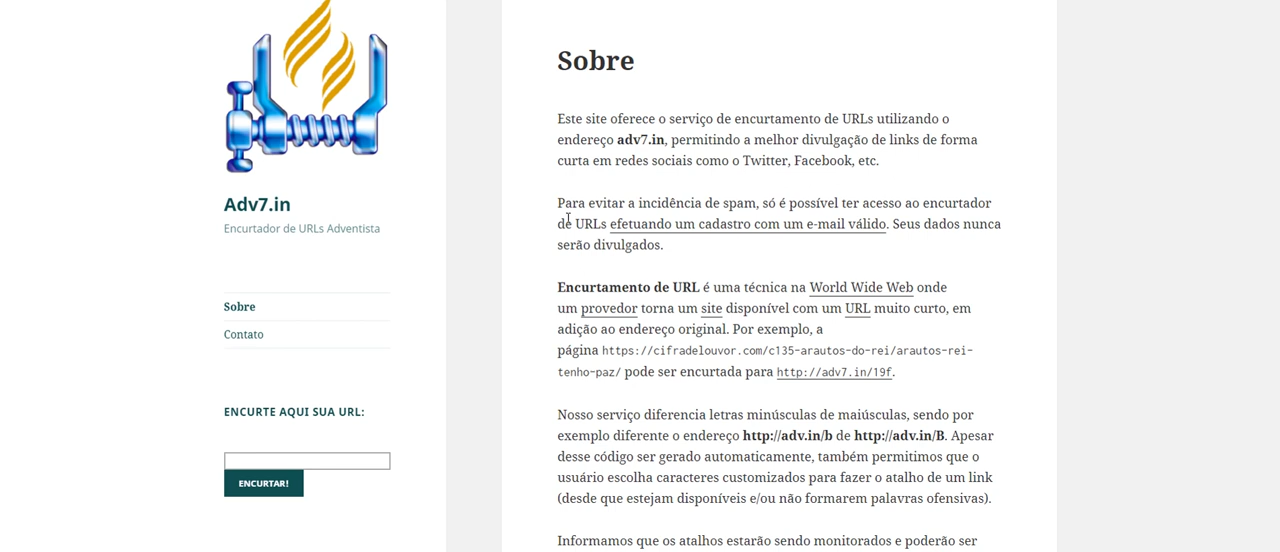 Adv7.in
Encurtador de URLs Adventista
Sobre
Contato
ENCURTE AQUI SUA URL:
ENCURTAR!
Sobre
Este site oferece o serviço de encurtamento de URLs utilizando o
endereço adv7.in, permitindo a melhor divulgação de links de forma
curta em redes sociais como o Twitter, Facebook, etc.
Para evitar a incidência de spam, só é possível ter acesso ao encurtador
de URLs efetuando um cadastro com um e-mail válido. Seus dados nunca
serão divulgados.
Encurtamento de URL é uma técnica na World Wide Web onde
um provedor torna um site disponível com um URL muito curto, em
adição ao endereço original. Por exemplo, a
página https://cifradelouvor.com/c135-arautos-do-rei/arautos-rei-
tenho-paz/ pode ser encurtada para http://adv7.in/19f.
Nosso serviço diferencia letras minúsculas de maiúsculas, sendo por
exemplo diferente o endereço http://adv.in/b de http://adv.in/B. Apesar
desse código ser gerado automaticamente, também permitimos que o
usuário escolha caracteres customizados para fazer o atalho de um link
(desde que estejam disponíveis e/ou não formarem palavras ofensivas).
Informamos que os atalhos estarão sendo monitorados e poderão ser